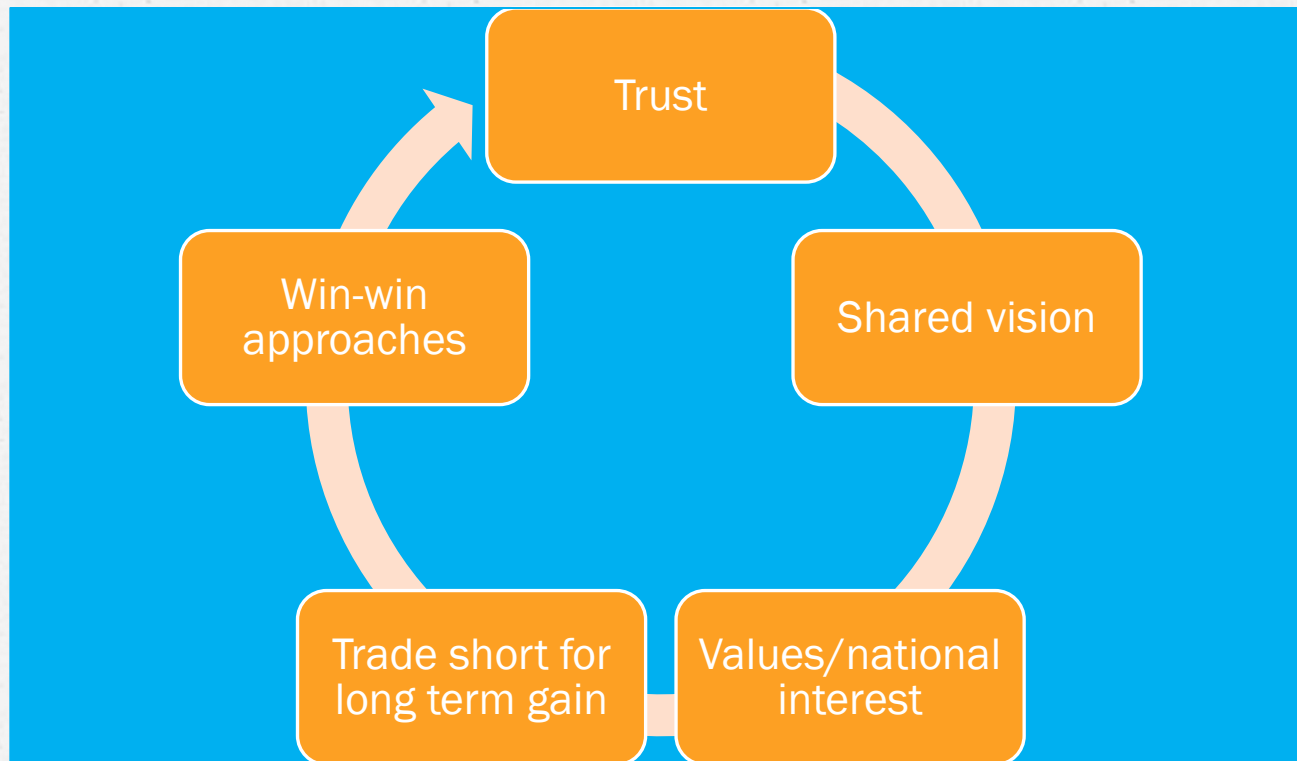 Trust
Shared vision
Values/national
interest
Trade short for
long term gain
Win-win
approaches